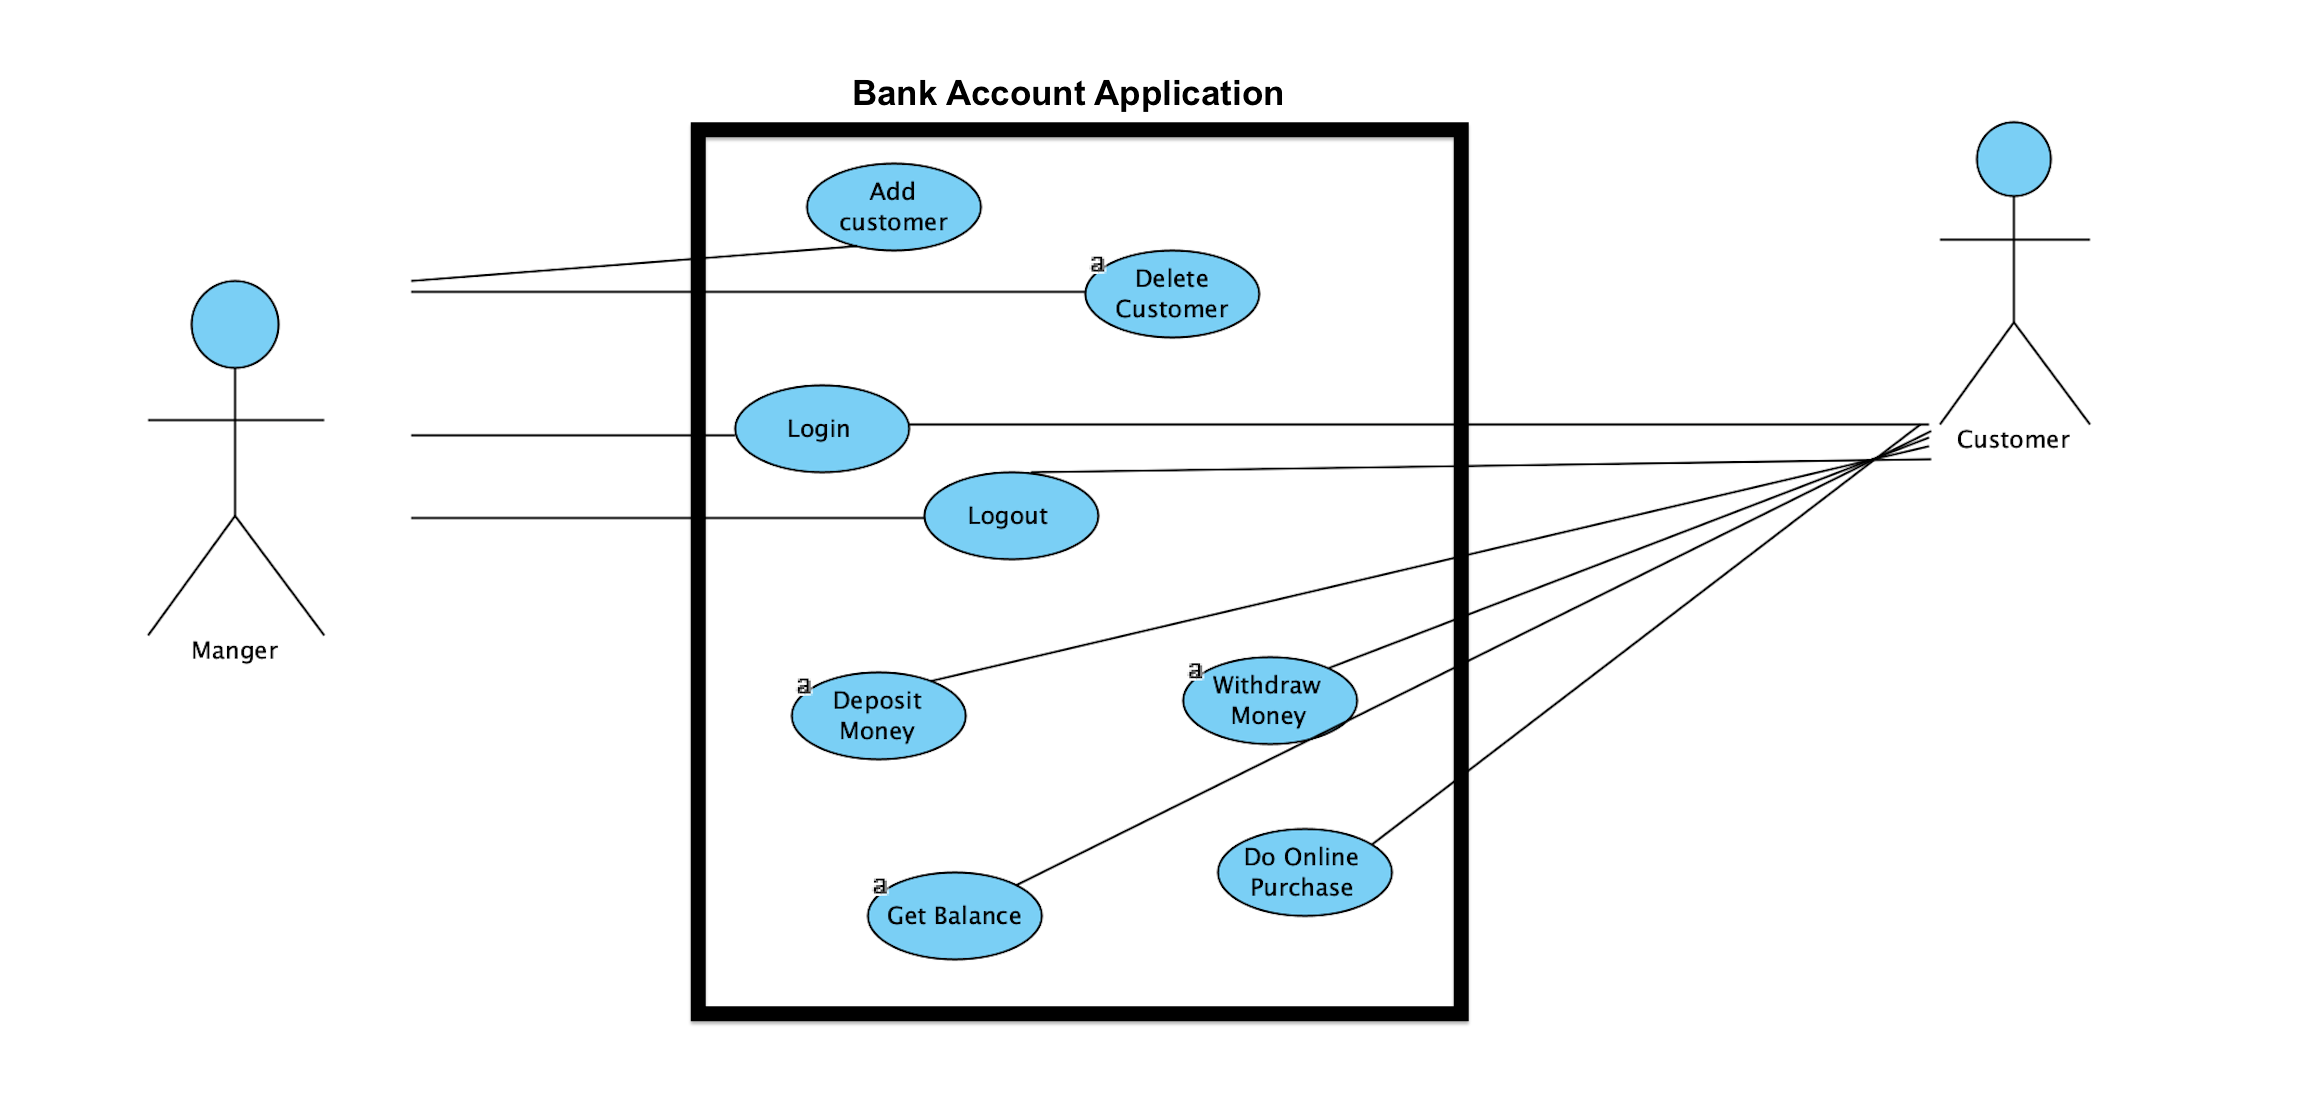 Bank Account Application
Add
customer
a
Delete
Customer
Login
Customer
Logout
Manger
a
Deposit
Money
a
Withdraw
Money
Do Online
Purchase
a
Get Balance